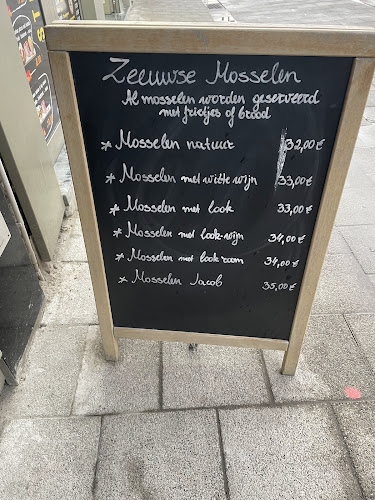 Zeeuwse Mosselen
Al mosselen worden geserveerd
met frietjes of brood
* Mosselen natuur 32,00 €
* Mosselen met witte wijn 33,00 €
* Mosselen met look 33,00 €
* Mosselen met look-wijn 34,00 €
* Mosselen met look room 34,00 €
* Mosselen Jacob 35,00 €